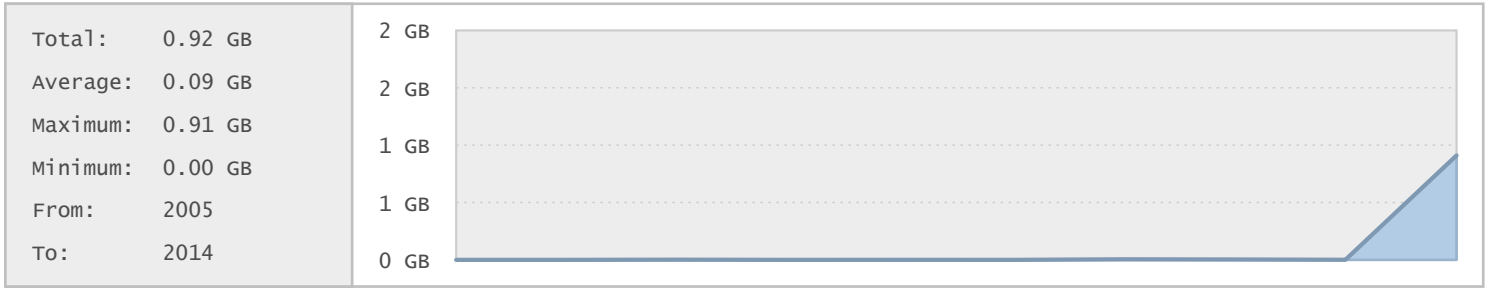 Total: 0.92 GB
Average: 0.09 GB
Maximum: 0.91 GB
Minimum: 0.00 GB
From: 2005
To: 2014
2 GB
2 GB
1 GB
1 GB
0 GB